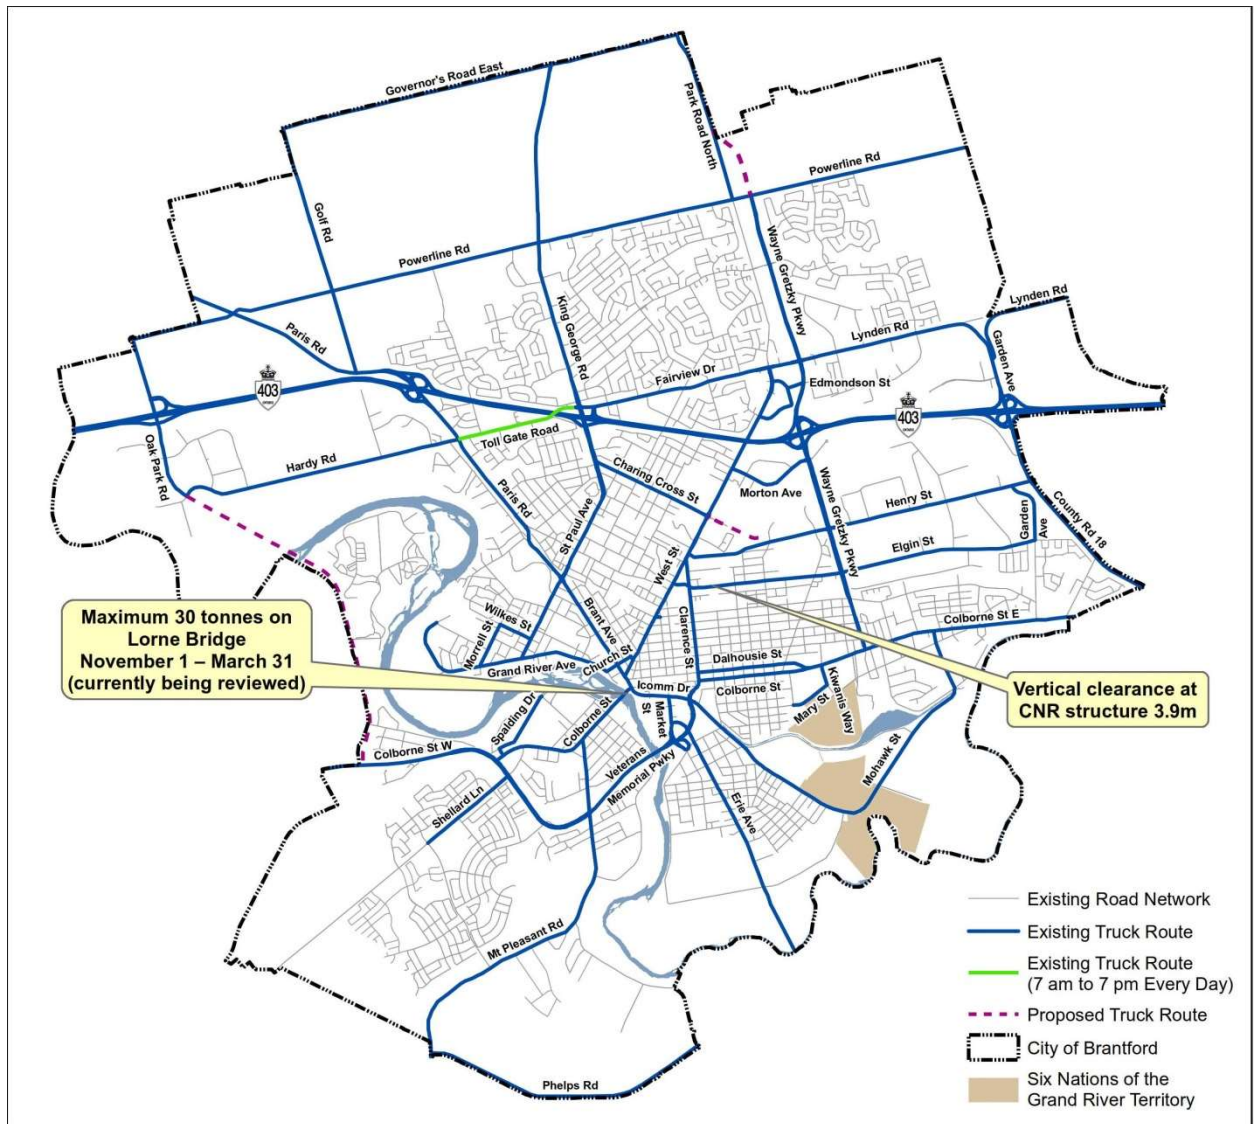 Governor's Road East
Park Road North
Powerline Rd
Golf Rd
Powerline Rd
Wayne Gretzky Pkwy
Lynden Rd
Lynden Rd
Paris Rd
King George Rd
Garden Ave
Fairview Dr
Edmondson St
403
403
Toll Gate Road
Oak Park Rd
Hardy Rd
Charing Cross St
Morton Ave
Wayne Gretzky Pkwy
Henry St
Garden
Ave
County Rd 18
Paris Rd
St Paul Ave
West St
Elgin St
Maximum 30 tonnes on
Lorne Bridge
November 1 – March 31
(currently being reviewed)
Wilkes St
Morrell St
Brant Ave
Clarence St
Colborne St E
Church St
Dalhousie St
Grand River Ave
Icomm Dr
Colborne St
Mary St
Kiwanis Way
Vertical clearance at
CNR structure 3.9m
Spalding Dr
Colborne St
Market
St
Colborne St W
Veterans
Memorial Pwky
Mohawk St
Shellard Ln
Erie Ave
Mt Pleasant Rd
Phelps Rd
Existing Road Network
Existing Truck Route
Existing Truck Route
(7 am to 7 pm Every Day)
Proposed Truck Route
City of Brantford
Six Nations of the
Grand River Territory